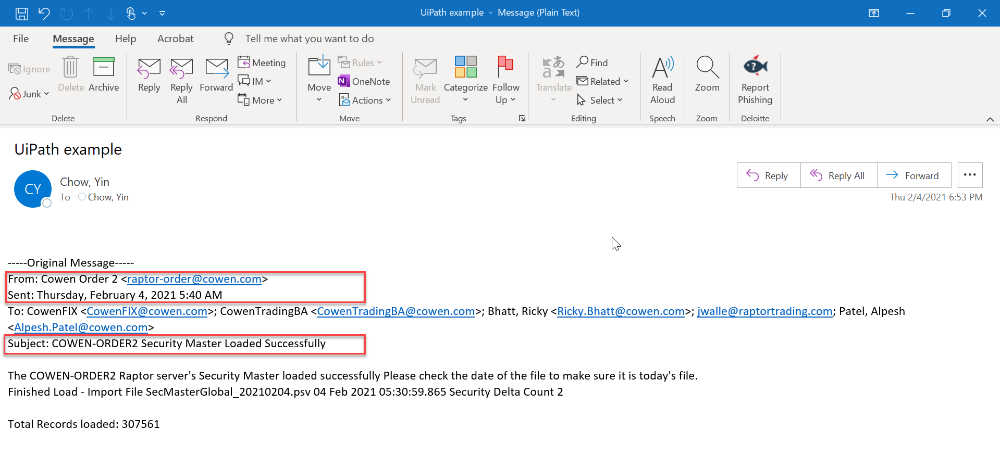 UiPath example - Message (Plain Text)
File Message Help Acrobat Tell me what you want to do
Ignore
Junk
Delete
Archive
Delete
Reply
Reply All
Forward
Meeting
IM
More
Respond
Move
Rules
OneNote
Actions
Move
Mark Unread
Categorize
Follow Up
Tags
Translate
Find
Related
Select
Editing
Read Aloud
Speech
Zoom
Zoom
Report Phishing
Deloitte
UiPath example
CY
Chow, Yin
To Chow, Yin
Reply Reply All Forward
Thu 2/4/2021 6:53 PM
-----Original Message-----
From: Cowen Order 2 <raptor-order@cowen.com>
Sent: Thursday, February 4, 2021 5:40 AM
To: CowenFIX <CowenFIX@cowen.com>; CowenTradingBA <CowenTradingBA@cowen.com>; Bhatt, Ricky <Ricky.Bhatt@cowen.com>; jwalle@raptortrading.com; Patel, Alpesh
<Alpesh.Patel@cowen.com>
Subject: COWEN-ORDER2 Security Master Loaded Successfully
The COWEN-ORDER2 Raptor server's Security Master loaded successfully Please check the date of the file to make sure it is today's file.
Finished Load - Import File SecMasterGlobal_20210204.psv 04 Feb 2021 05:30:59.865 Security Delta Count 2
Total Records loaded: 307561